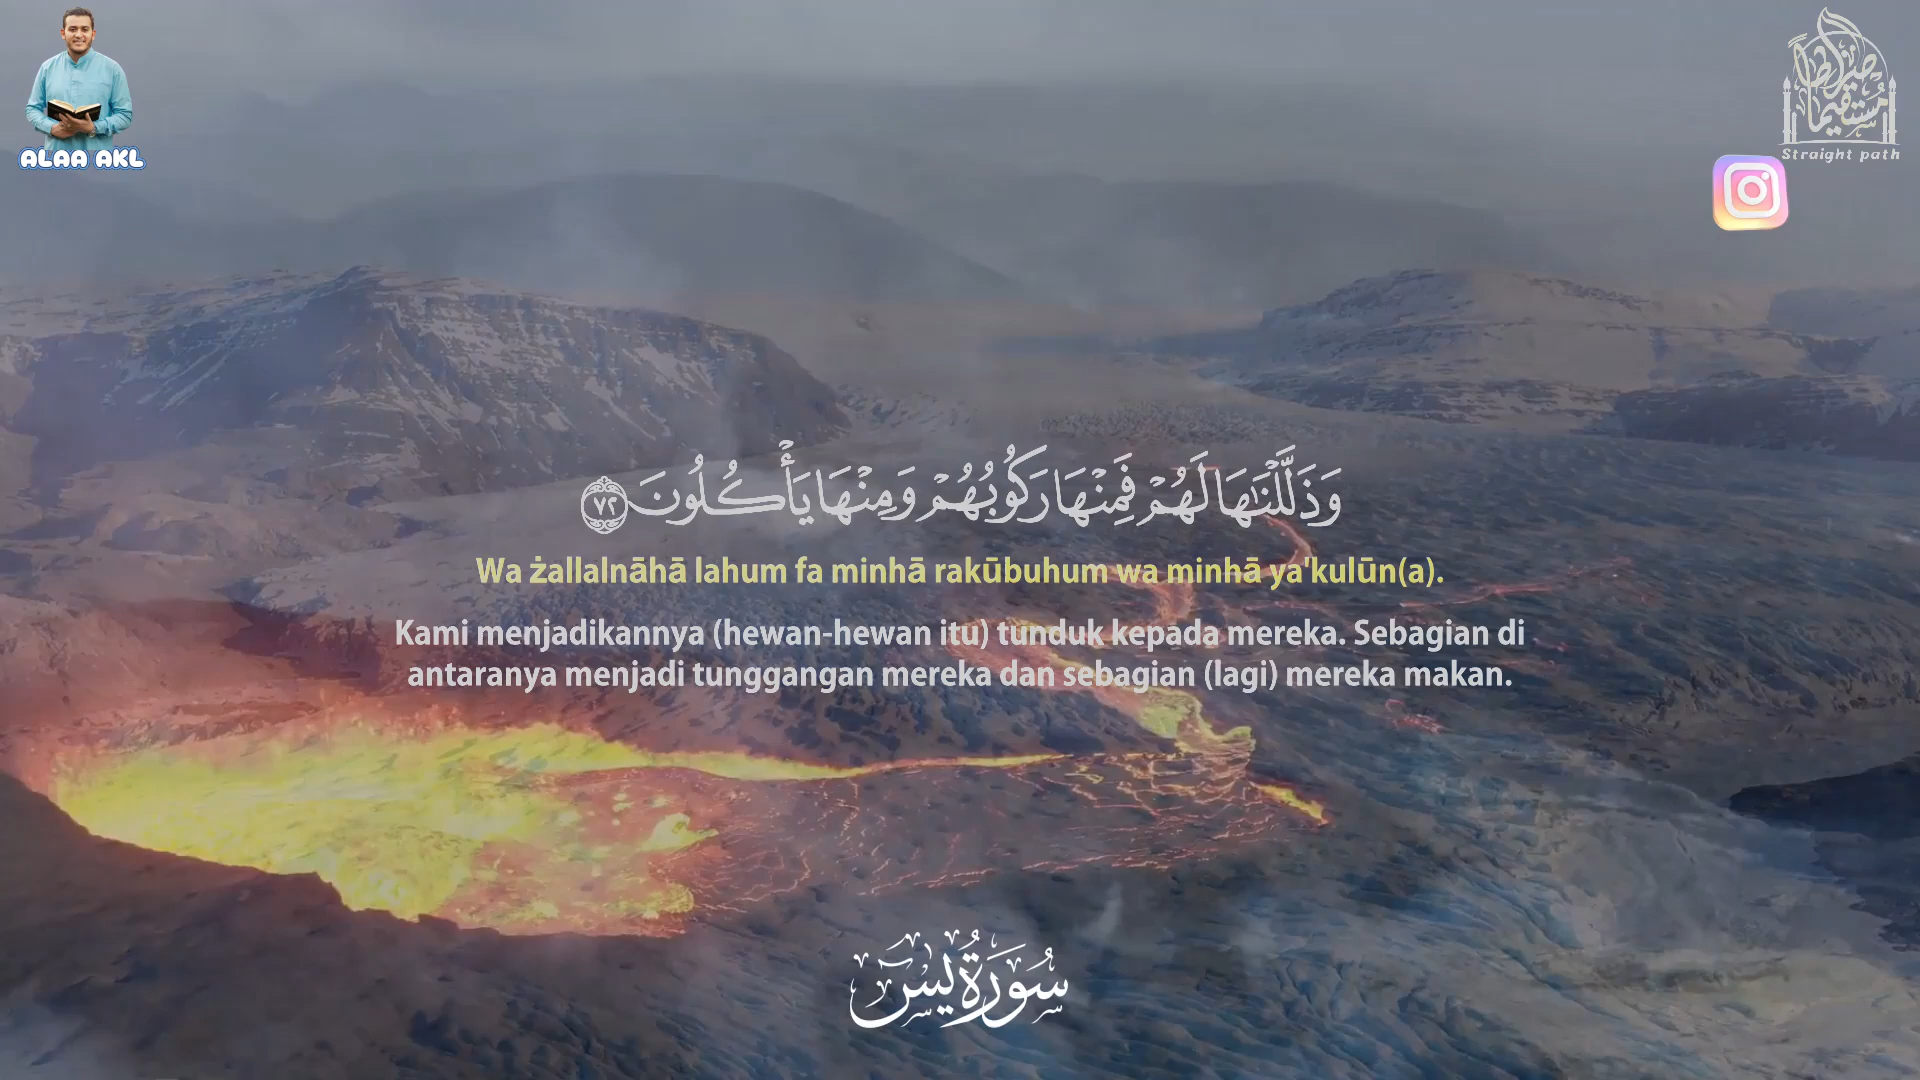 ALAA AKL
صراطا مستقيما
Straight path
وَذَلَّلْنَٰهَا لَهُمْ فَمِنْهَا رَكُوبُهُمْ وَمِنْهَا يَأْكُلُونَ ٧٢
Wa żallalnāhā lahum fa minhā rakūbuhum wa minhā ya'kulūn(a).
Kami menjadikannya (hewan-hewan itu) tunduk kepada mereka. Sebagian di
antaranya menjadi tunggangan mereka dan sebagian (lagi) mereka makan.
سُورَةُ يس